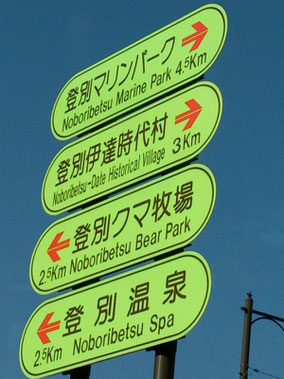 登別マリンパーク
Noboribetsu Marine Park 4.5Km
登別伊達時代村
Noboribetsu-Date Historical Village 3Km
登別クマ牧場
2.5Km Noboribetsu Bear Park
登別温泉
2.5Km Noboribetsu Spa